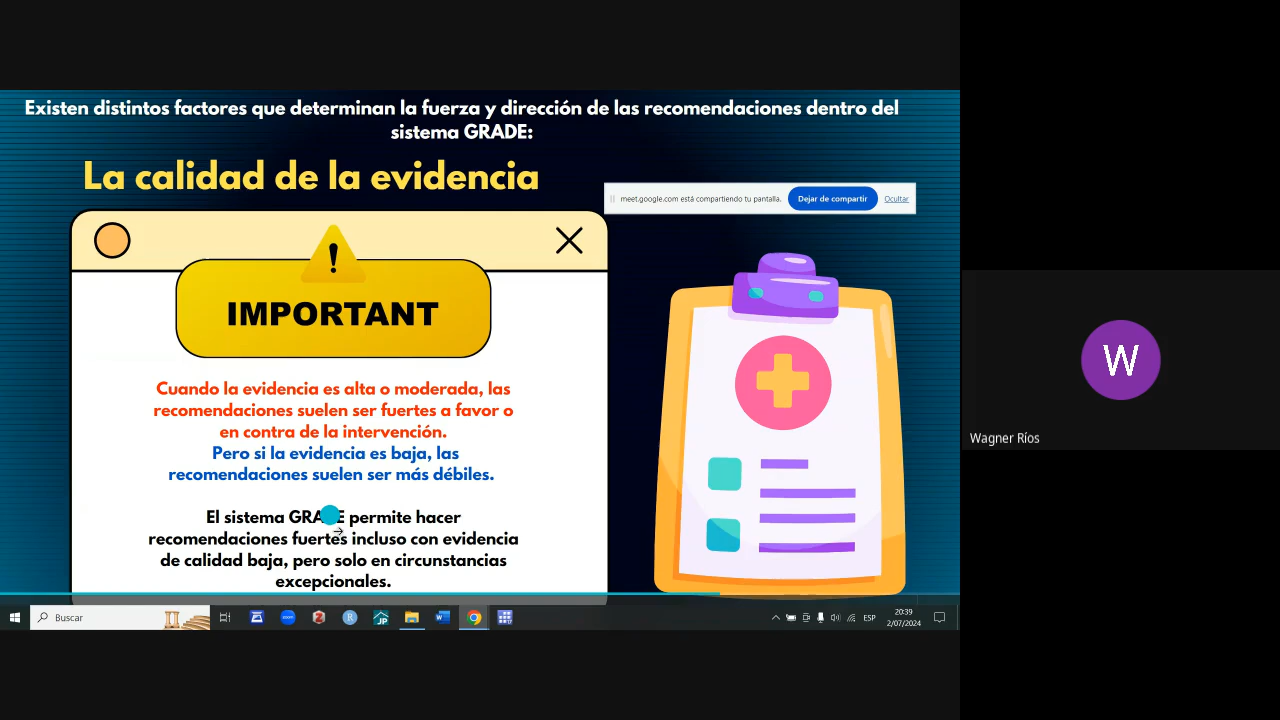 Existen distintos factores que determinan la fuerza y dirección de las recomendaciones dentro del
sistema GRADE:
La calidad de la evidencia
meet.google.com está compartiendo tu pantalla.
Dejar de compartir
Ocultar
!
IMPORTANT
Cuando la evidencia es alta o moderada, las
recomendaciones suelen ser fuertes a favor o
en contra de la intervención.
Pero si la evidencia es baja, las
recomendaciones suelen ser más débiles.
El sistema GRADE permite hacer
recomendaciones fuertes incluso con evidencia
de calidad baja, pero solo en circunstancias
excepcionales.
W
Wagner Ríos
Buscar
zoom
Z
R
JP
W
ESP
20:39
2/07/2024